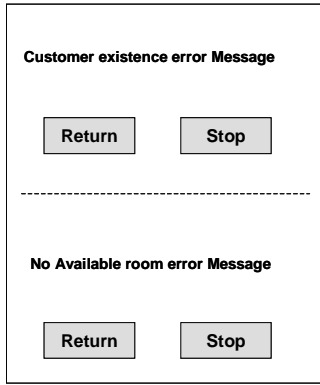 Customer existence error Message
Return Stop
No Available room error Message
Return Stop